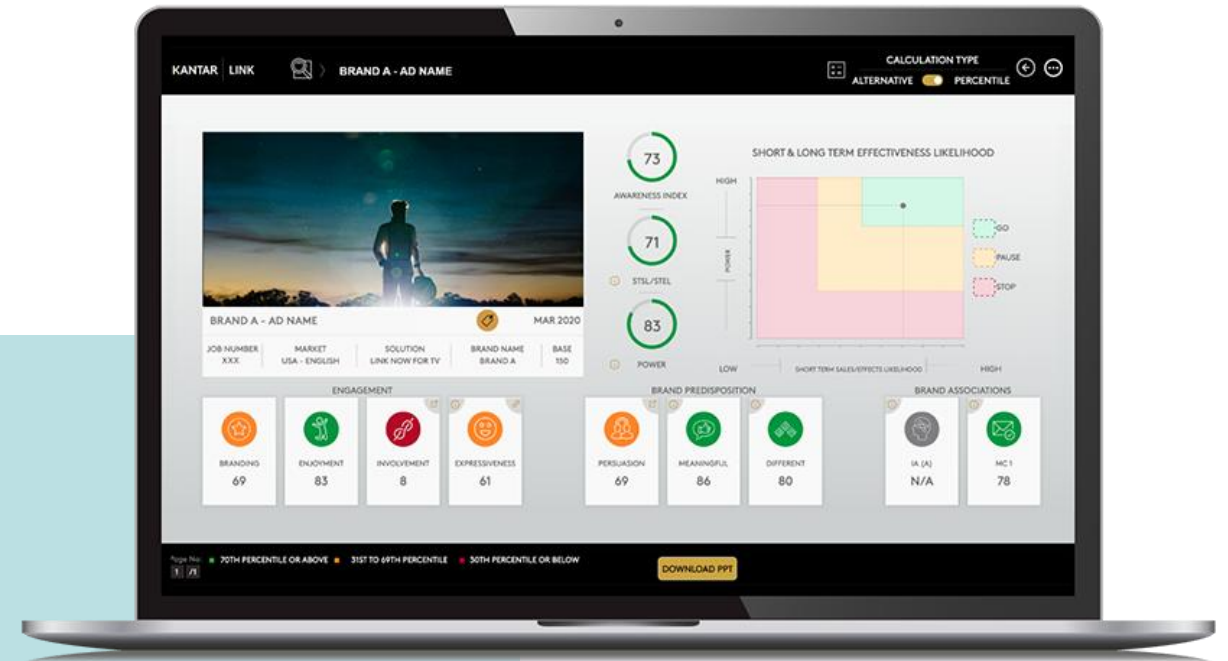 KANTAR LINK
BRAND A - AD NAME
CALCULATION TYPE
ALTERNATIVE PERCENTILE
73
AWARENESS INDEX
71
STSL/STEL
83
POWER
SHORT & LONG TERM EFFECTIVENESS LIKELIHOOD
HIGH
POWER
LOW
SHORT TERM SALES/EFFECTS LIKELIHOOD
HIGH
GO
PAUSE
STOP
BRAND A - AD NAME
MAR 2020
JOB NUMBER
XXX
MARKET
USA - ENGLISH
SOLUTION
LINK NOW FOR TV
BRAND NAME
BRAND A
BASE
150
ENGAGEMENT
BRANDING
69
ENJOYMENT
83
INVOLVEMENT
8
EXPRESSIVENESS
61
BRAND PREDISPOSITION
PERSUASION
69
MEANINGFUL
86
DIFFERENT
80
BRAND ASSOCIATIONS
IA (A)
N/A
MC 1
78
Page No:
1 /1
70TH PERCENTILE OR ABOVE
31ST TO 69TH PERCENTILE
30TH PERCENTILE OR BELOW
DOWNLOAD PPT